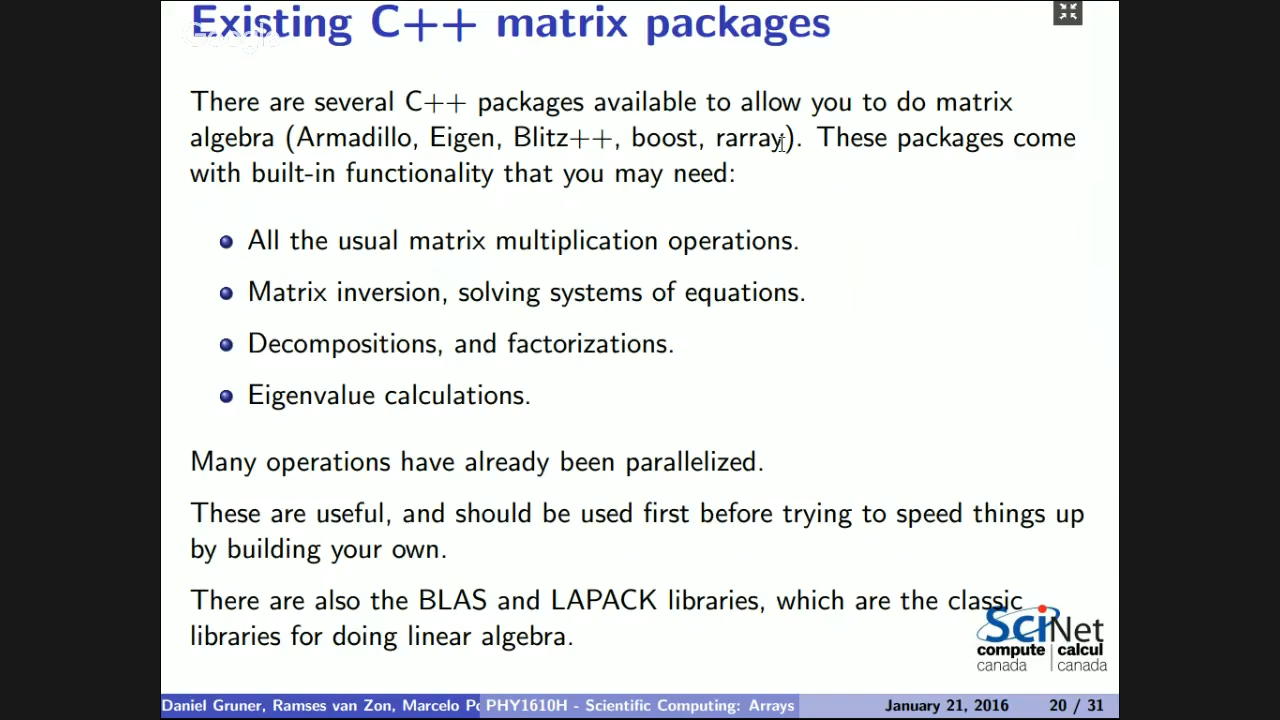 Existing C++ matrix packages
Google
There are several C++ packages available to allow you to do matrix
algebra (Armadillo, Eigen, Blitz++, boost, rarray). These packages come
with built-in functionality that you may need:
All the usual matrix multiplication operations.
Matrix inversion, solving systems of equations.
Decompositions, and factorizations.
Eigenvalue calculations.
Many operations have already been parallelized.
These are useful, and should be used first before trying to speed things up
by building your own.
There are also the BLAS and LAPACK libraries, which are the classic
libraries for doing linear algebra.
SciNet
compute | calcul
canada | canada
Daniel Gruner, Ramses van Zon, Marcelo PHY1610H - Scientific Computing: Arrays January 21, 2016 20 / 31